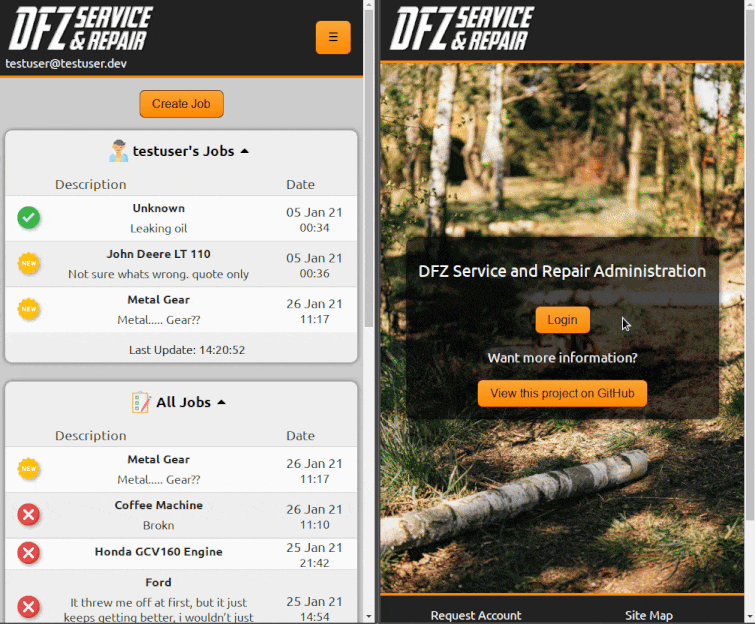 DFZ SERVICE
& REPAIR
testuser@testuser.dev
☰
Create Job
testuser's Jobs
Description Date
Unknown
Leaking oil
05 Jan 21
00:34
NEW
John Deere LT 110
Not sure whats wrong. quote only
05 Jan 21
00:36
NEW
Metal Gear
Metal..... Gear??
26 Jan 21
11:17
Last Update: 14:20:52
All Jobs
Description Date
NEW
Metal Gear
Metal..... Gear??
26 Jan 21
11:17
Coffee Machine
Brokn
26 Jan 21
11:10
Honda GCV160 Engine
25 Jan 21
21:42
Ford
It threw me off at first, but it just
keeps getting better, i wouldn't just
25 Jan 21
14:54
DFZ SERVICE
& REPAIR
DFZ Service and Repair Administration
Login
Want more information?
View this project on GitHub
Request Account Site Map